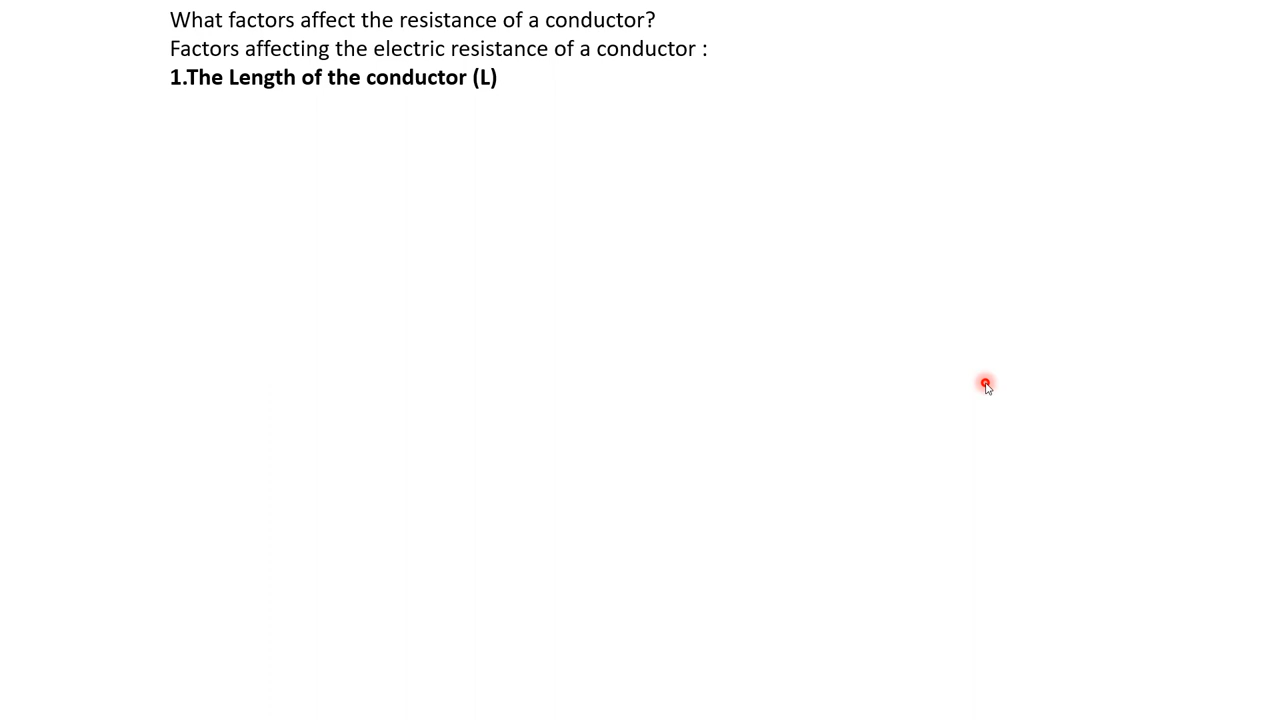 What factors affect the resistance of a conductor?
Factors affecting the electric resistance of a conductor :
1.The Length of the conductor (L)